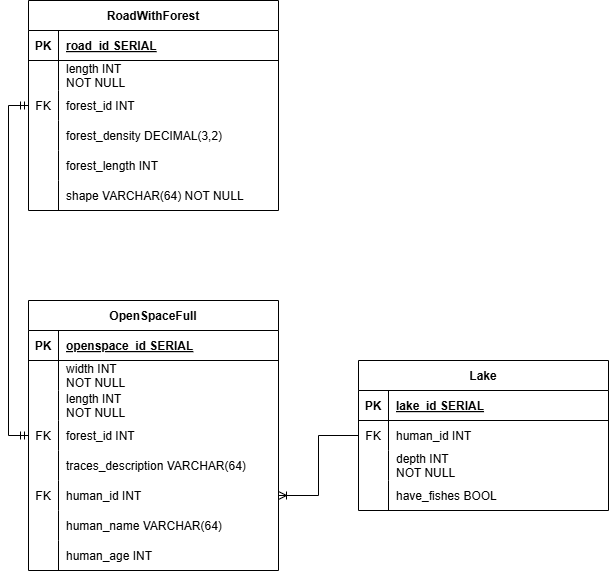 RoadWithForest
PK road_id SERIAL
length INT
NOT NULL
FK forest_id INT
forest_density DECIMAL(3,2)
forest_length INT
shape VARCHAR(64) NOT NULL
OpenSpaceFull
PK openspace_id SERIAL
width INT
NOT NULL
length INT
NOT NULL
FK forest_id INT
traces_description VARCHAR(64)
FK human_id INT
human_name VARCHAR(64)
human_age INT
Lake
PK lake_id SERIAL
FK human_id INT
depth INT
NOT NULL
have_fishes BOOL